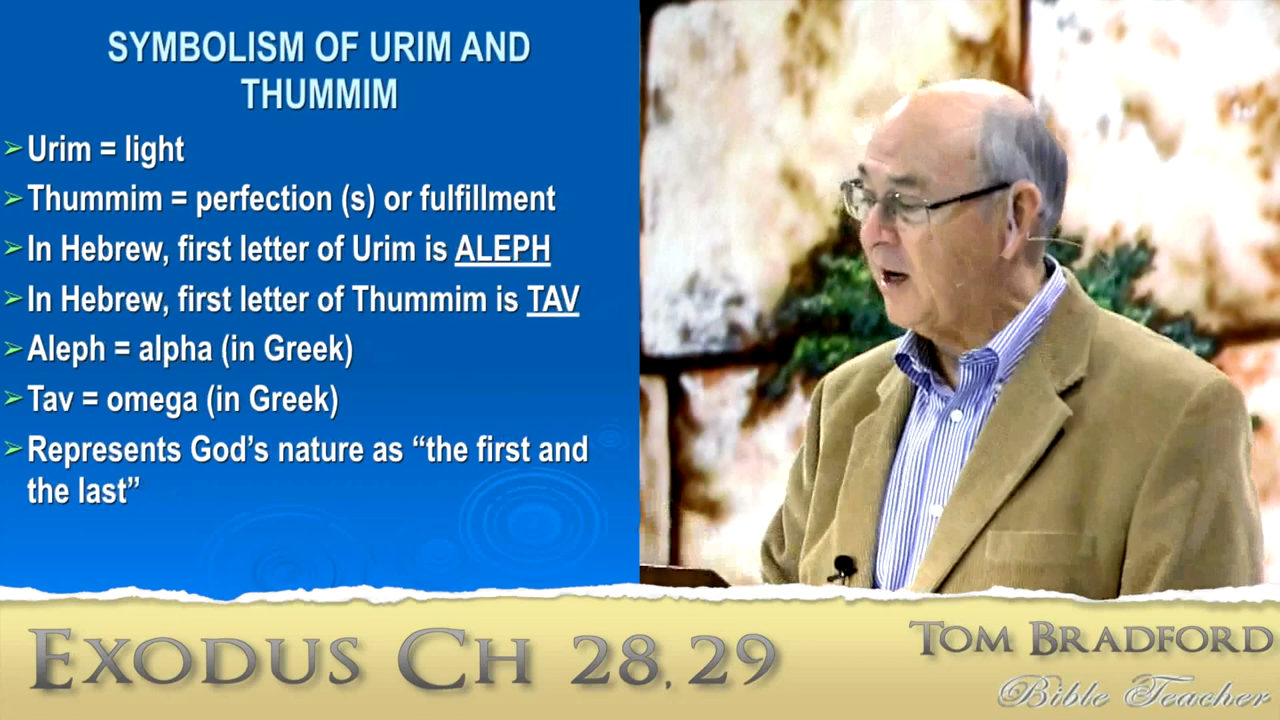 SYMBOLISM OF URIM AND
THUMMIM
➢ Urim = light
➢ Thummim = perfection (s) or fulfillment
➢ In Hebrew, first letter of Urim is ALEPH
➢ In Hebrew, first letter of Thummim is TAV
➢ Aleph = alpha (in Greek)
➢ Tav = omega (in Greek)
➢ Represents God’s nature as “the first and
the last”
EXODUS CH 28, 29
TOM BRADFORD
Bible Teacher